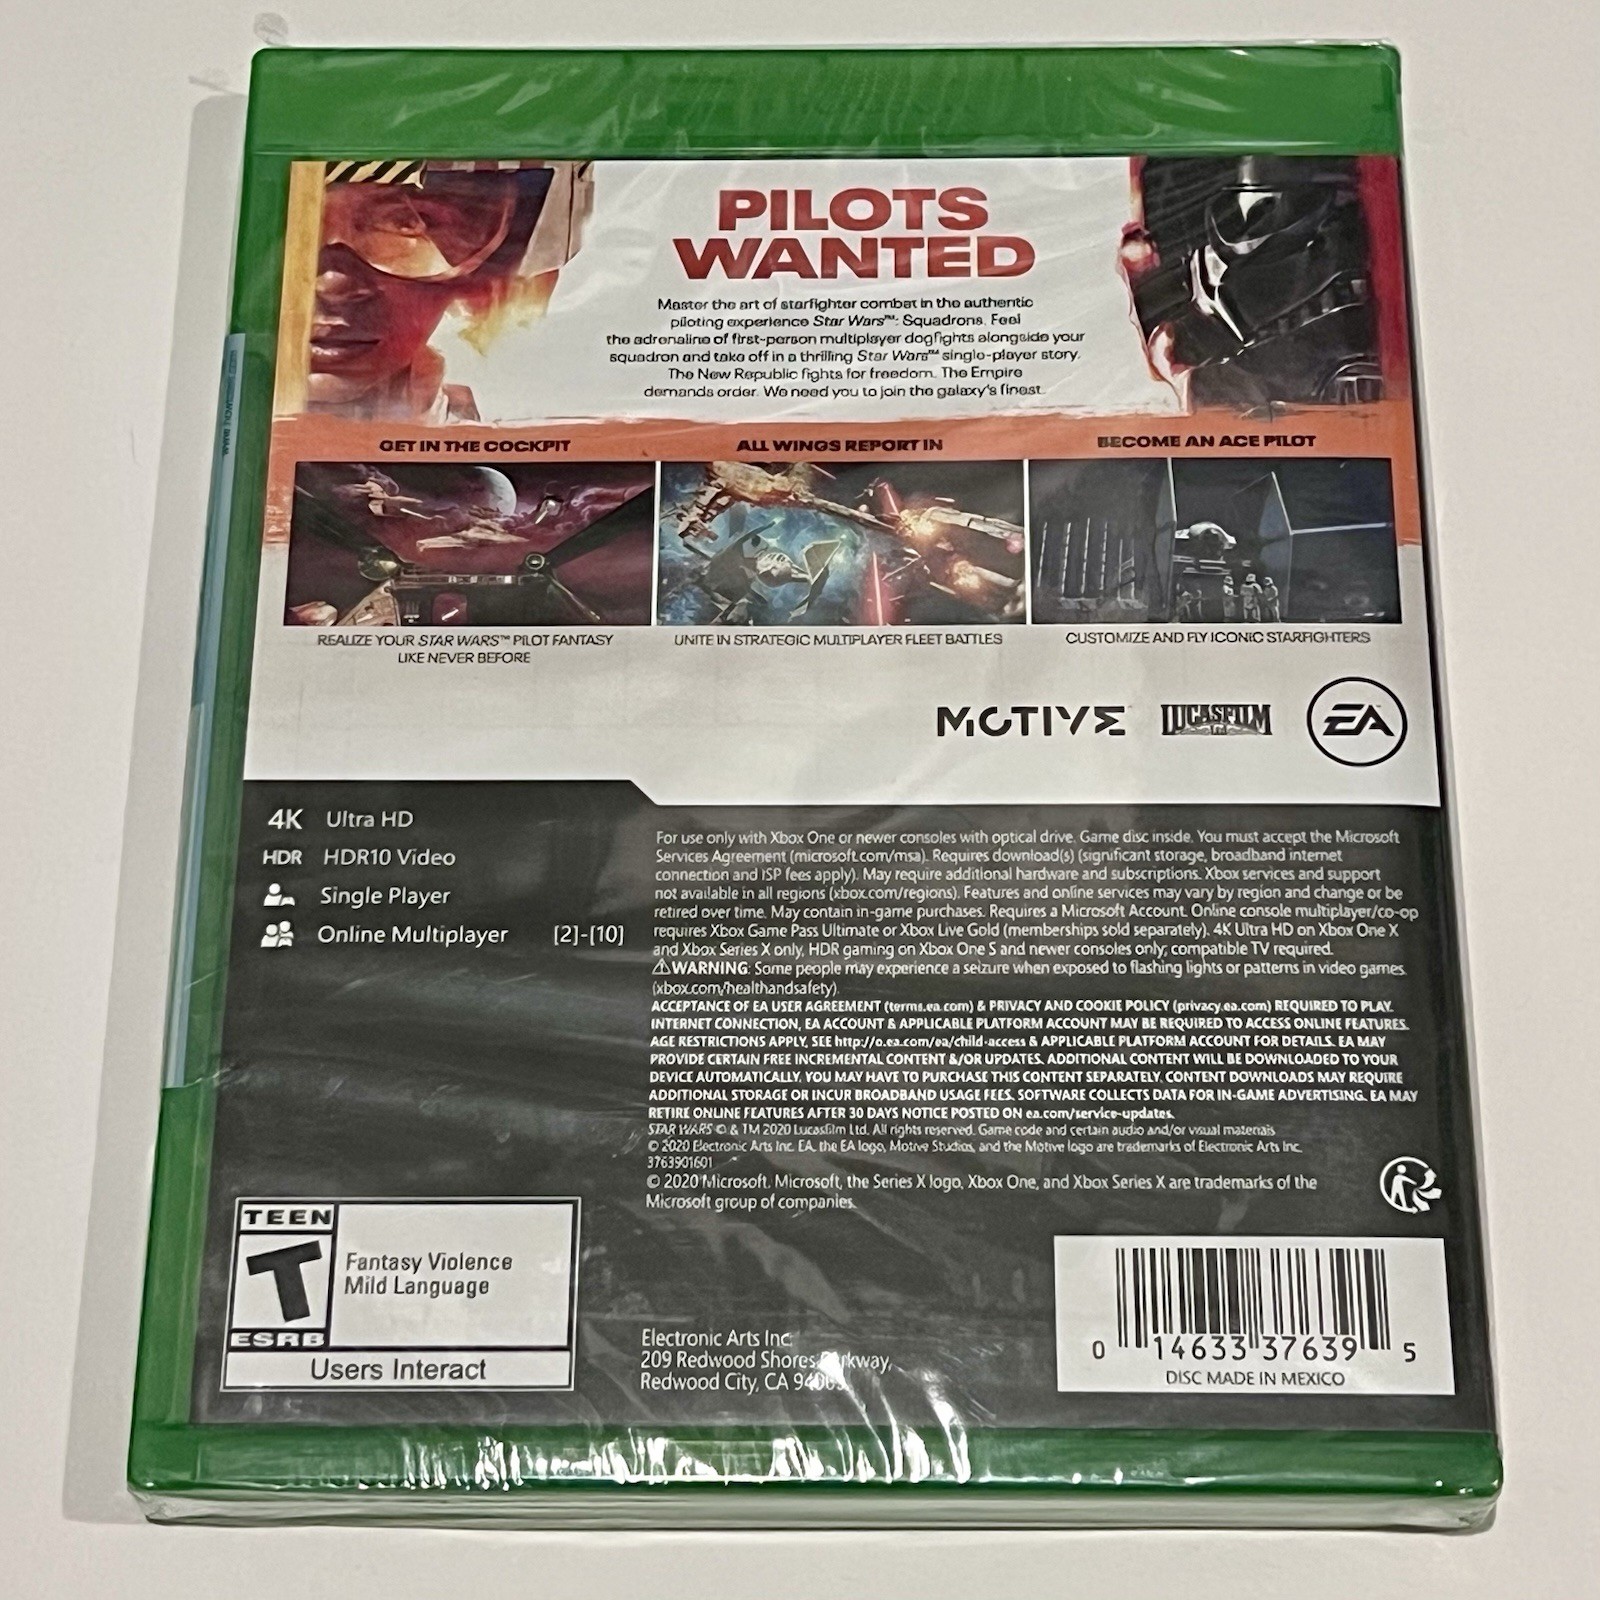 PILOTS
WANTED
Master the art of starfighter combat in the authentic
piloting experience Star Wars™: Squadrons. Feel
the adrenaline of first-person multiplayer dogfights alongside your
squadron and take off in a thrilling Star Wars™ single-player story.
The New Republic fights for freedom. The Empire
demands order. We need you to join the galaxy's finest.
GET IN THE COCKPIT
ALL WINGS REPORT IN
BECOME AN ACE PILOT
REALIZE YOUR STAR WARS™ PILOT FANTASY
LIKE NEVER BEFORE
UNITE IN STRATEGIC MULTIPLAYER FLEET BATTLES
CUSTOMIZE AND FLY ICONIC STARFIGHTERS
MOTIVE
LUCASFILM
Ltd.
EA
4K Ultra HD
HDR HDR10 Video
Single Player
Online Multiplayer [2]-[10]
For use only with Xbox One or newer consoles with optical drive. Game disc inside. You must accept the Microsoft
Services Agreement (microsoft.com/msa). Requires download(s) (significant storage, broadband internet
connection and ISP fees apply). May require additional hardware and subscriptions. Xbox services and support
not available in all regions (xbox.com/regions). Features and online services may vary by region and change or be
retired over time. May contain in-game purchases. Requires a Microsoft Account. Online console multiplayer/co-op
requires Xbox Game Pass Ultimate or Xbox Live Gold (memberships sold separately). 4K Ultra HD on Xbox One X
and Xbox Series X only, HDR gaming on Xbox One S and newer consoles only; compatible TV required.
⚠WARNING: Some people may experience a seizure when exposed to flashing lights or patterns in video games
(xbox.com/healthandsafety).
ACCEPTANCE OF EA USER AGREEMENT (terms.ea.com) & PRIVACY AND COOKIE POLICY (privacy.ea.com) REQUIRED TO PLAY.
INTERNET CONNECTION, EA ACCOUNT & APPLICABLE PLATFORM ACCOUNT MAY BE REQUIRED TO ACCESS ONLINE FEATURES.
AGE RESTRICTIONS APPLY, SEE http://o.ea.com/ea/child-access & APPLICABLE PLATFORM ACCOUNT FOR DETAILS. EA MAY
PROVIDE CERTAIN FREE INCREMENTAL CONTENT &/OR UPDATES. ADDITIONAL CONTENT WILL BE DOWNLOADED TO YOUR
DEVICE AUTOMATICALLY. YOU MAY HAVE TO PURCHASE THIS CONTENT SEPARATELY. CONTENT DOWNLOADS MAY REQUIRE
ADDITIONAL STORAGE OR INCUR BROADBAND USAGE FEES. SOFTWARE COLLECTS DATA FOR IN-GAME ADVERTISING. EA MAY
RETIRE ONLINE FEATURES AFTER 30 DAYS NOTICE POSTED ON ea.com/service-updates.
STAR WARS © & TM 2020 Lucasfilm Ltd. All rights reserved. Game code and certain audio and/or visual materials
© 2020 Electronic Arts Inc. EA, the EA logo, Motive Studios, and the Motive logo are trademarks of Electronic Arts Inc.
3763901601
© 2020 Microsoft. Microsoft, the Series X logo, Xbox One, and Xbox Series X are trademarks of the
Microsoft group of companies.
TEEN
T
ESRB
Fantasy Violence
Mild Language
Users Interact
Electronic Arts Inc.
209 Redwood Shores
Redwood City, CA
0 14633 37639 5
DISC MADE IN MEXICO